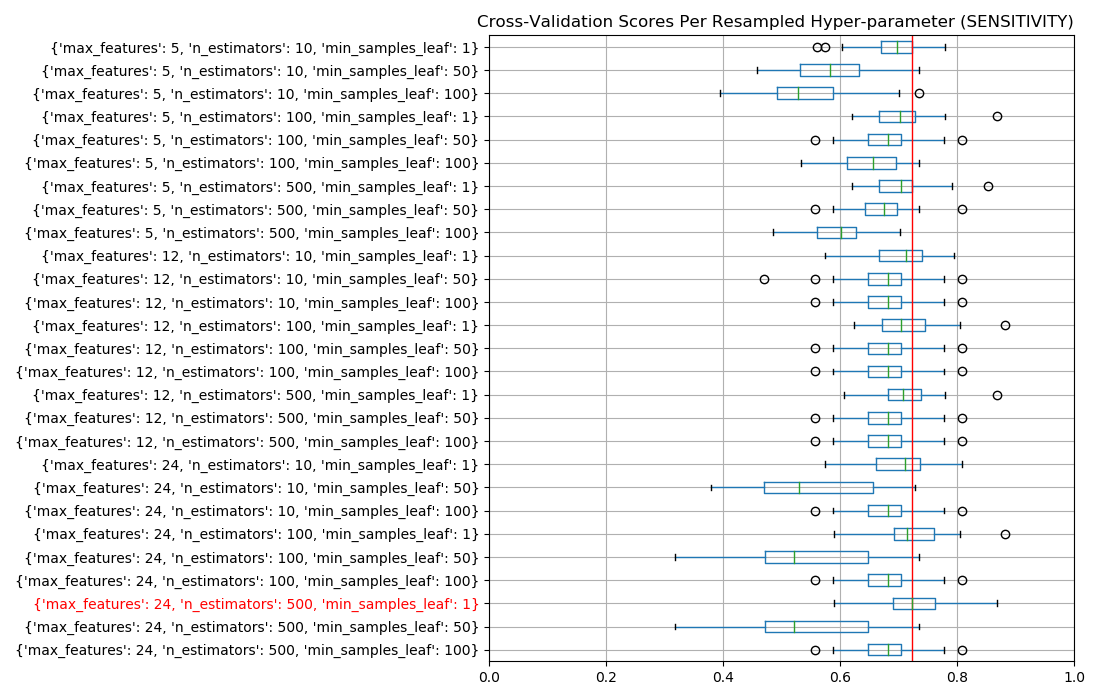 Cross-Validation Scores Per Resampled Hyper-parameter (SENSITIVITY)
{'max_features': 5, 'n_estimators': 10, 'min_samples_leaf': 1}
{'max_features': 5, 'n_estimators': 10, 'min_samples_leaf': 50}
{'max_features': 5, 'n_estimators': 10, 'min_samples_leaf': 100}
{'max_features': 5, 'n_estimators': 100, 'min_samples_leaf': 1}
{'max_features': 5, 'n_estimators': 100, 'min_samples_leaf': 50}
{'max_features': 5, 'n_estimators': 100, 'min_samples_leaf': 100}
{'max_features': 5, 'n_estimators': 500, 'min_samples_leaf': 1}
{'max_features': 5, 'n_estimators': 500, 'min_samples_leaf': 50}
{'max_features': 5, 'n_estimators': 500, 'min_samples_leaf': 100}
{'max_features': 12, 'n_estimators': 10, 'min_samples_leaf': 1}
{'max_features': 12, 'n_estimators': 10, 'min_samples_leaf': 50}
{'max_features': 12, 'n_estimators': 10, 'min_samples_leaf': 100}
{'max_features': 12, 'n_estimators': 100, 'min_samples_leaf': 1}
{'max_features': 12, 'n_estimators': 100, 'min_samples_leaf': 50}
{'max_features': 12, 'n_estimators': 100, 'min_samples_leaf': 100}
{'max_features': 12, 'n_estimators': 500, 'min_samples_leaf': 1}
{'max_features': 12, 'n_estimators': 500, 'min_samples_leaf': 50}
{'max_features': 12, 'n_estimators': 500, 'min_samples_leaf': 100}
{'max_features': 24, 'n_estimators': 10, 'min_samples_leaf': 1}
{'max_features': 24, 'n_estimators': 10, 'min_samples_leaf': 50}
{'max_features': 24, 'n_estimators': 10, 'min_samples_leaf': 100}
{'max_features': 24, 'n_estimators': 100, 'min_samples_leaf': 1}
{'max_features': 24, 'n_estimators': 100, 'min_samples_leaf': 50}
{'max_features': 24, 'n_estimators': 100, 'min_samples_leaf': 100}
{'max_features': 24, 'n_estimators': 500, 'min_samples_leaf': 1}
{'max_features': 24, 'n_estimators': 500, 'min_samples_leaf': 50}
{'max_features': 24, 'n_estimators': 500, 'min_samples_leaf': 100}
0.0 0.2 0.4 0.6 0.8 1.0